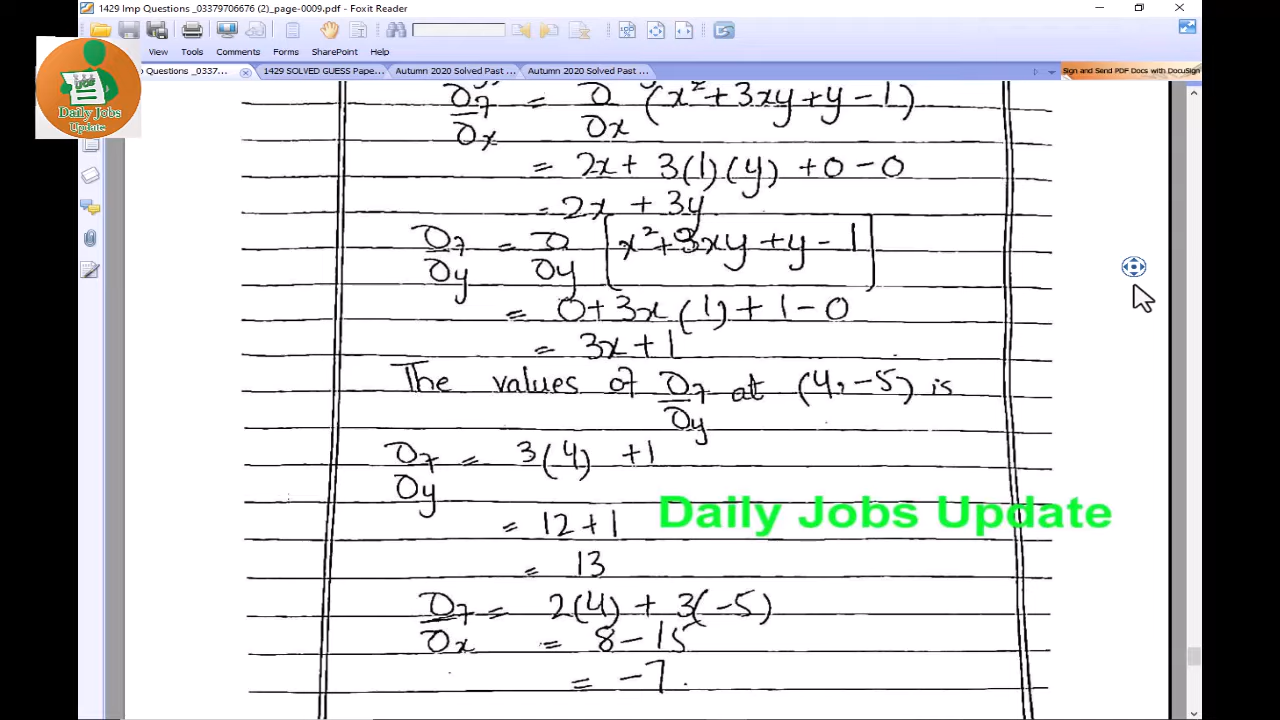 1429 Imp Questions _03379706676 (2)_page-0009.pdf - Foxit Reader
View Tools Comments Forms SharePoint Help
Imp Questions _0337... 1429 SOLVED GUESS Pape... Autumn 2020 Solved Past ... Autumn 2020 Solved Past ...
Sign and Send PDF Docs with DocuSign
Daily Jobs
Update
∂f/∂x = ∂/∂x (x²+3xy+y-1)
= 2x + 3(1)(y) +0-0
= 2x + 3y
∂f/∂y = ∂/∂y [x²+3xy+y-1]
= 0+3x(1)+1-0
= 3x+1
The values of ∂f/∂y at (4,-5) is
∂f/∂y = 3(4) +1
= 12+1
Daily Jobs Update
= 13
∂f/∂x = 2(4) + 3(-5)
= 8-15
= -7.